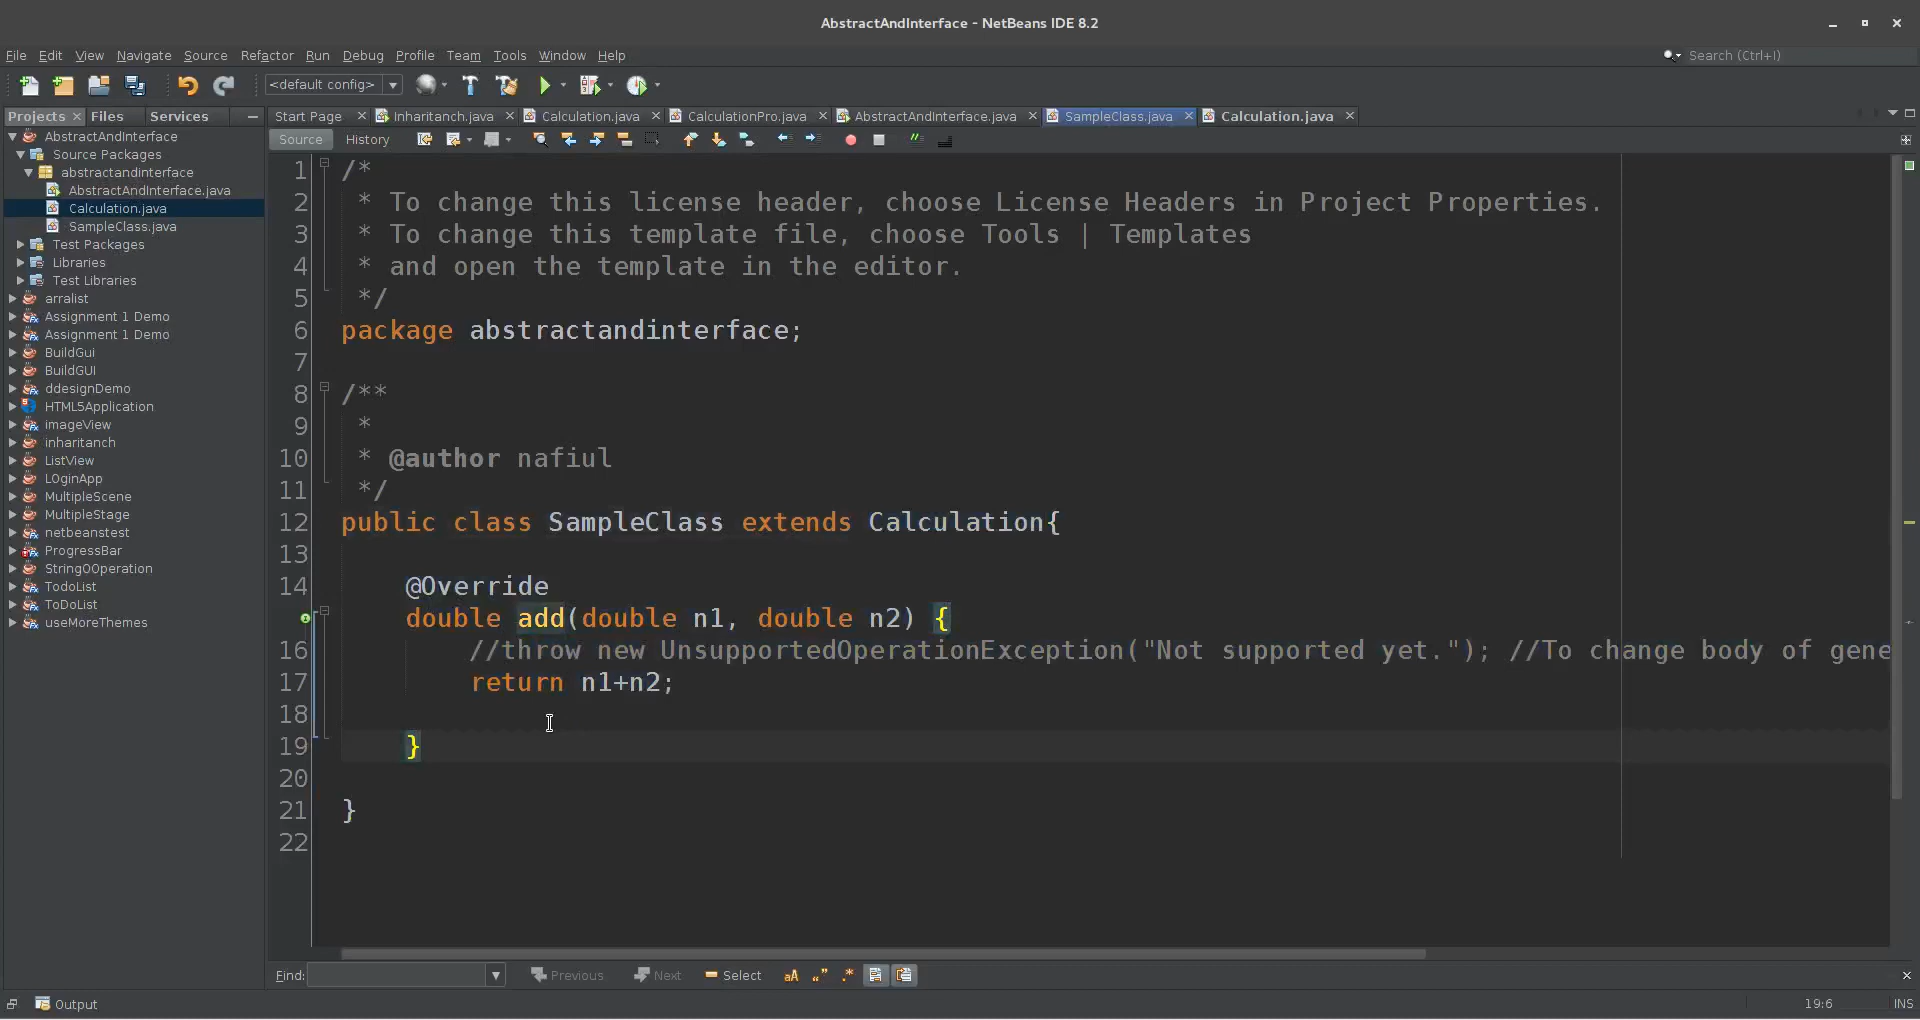 AbstractAndInterface - NetBeans IDE 8.2
File Edit View Navigate Source Refactor Run Debug Profile Team Tools Window Help
Search (Ctrl+I)
<default config>
Projects Files Services
Start Page Inharitanch.java Calculation.java CalculationPro.java AbstractAndInterface.java SampleClass.java Calculation.java
Source History
AbstractAndInterface
Source Packages
abstractandinterface
AbstractAndInterface.java
Calculation.java
SampleClass.java
Test Packages
Libraries
Test Libraries
arralist
Assignment 1 Demo
Assignment 1 Demo
BuildGui
BuildGUI
ddesignDemo
HTML5Application
imageView
inharitanch
ListView
LOginApp
MultipleScene
MultipleStage
netbeanstest
ProgressBar
StringOOperation
TodoList
ToDoList
useMoreThemes
1 /*
2 * To change this license header, choose License Headers in Project Properties.
3 * To change this template file, choose Tools | Templates
4 * and open the template in the editor.
5 */
6 package abstractandinterface;
7
8 /**
9 *
10 * @author nafiul
11 */
12 public class SampleClass extends Calculation{
13
14 @Override
double add(double n1, double n2) {
16 //throw new UnsupportedOperationException("Not supported yet."); //To change body of gene
17 return n1+n2;
18
19 }
20
21 }
22
Find: Previous Next Select aA
Output
19:6 INS